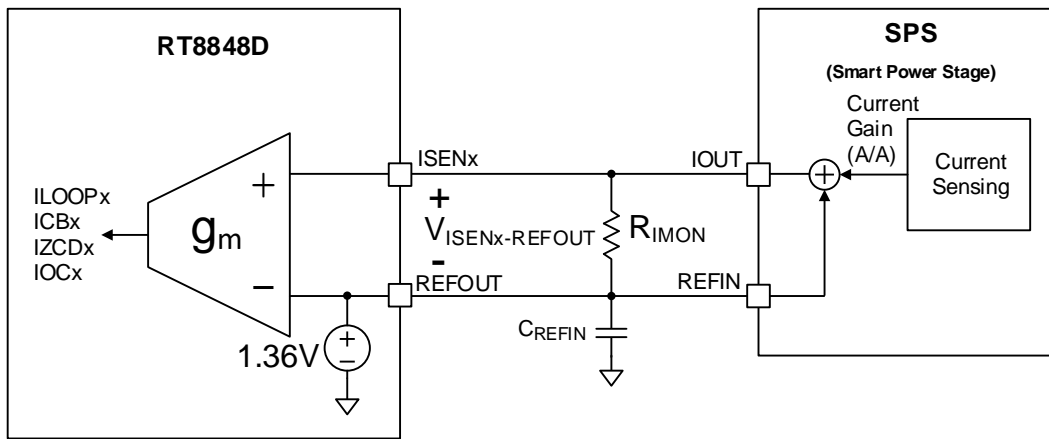 RT8848D
SPS
(Smart Power Stage)
Current
Gain
(A/A)
Current
Sensing
ISENx
IOUT
ILOOPx
ICBx
IZCDx
IOCx
gm
+
−
+
VISENx-REFOUT
-
RIMON
REFOUT
REFIN
CREFIN
1.36V
+
−
+